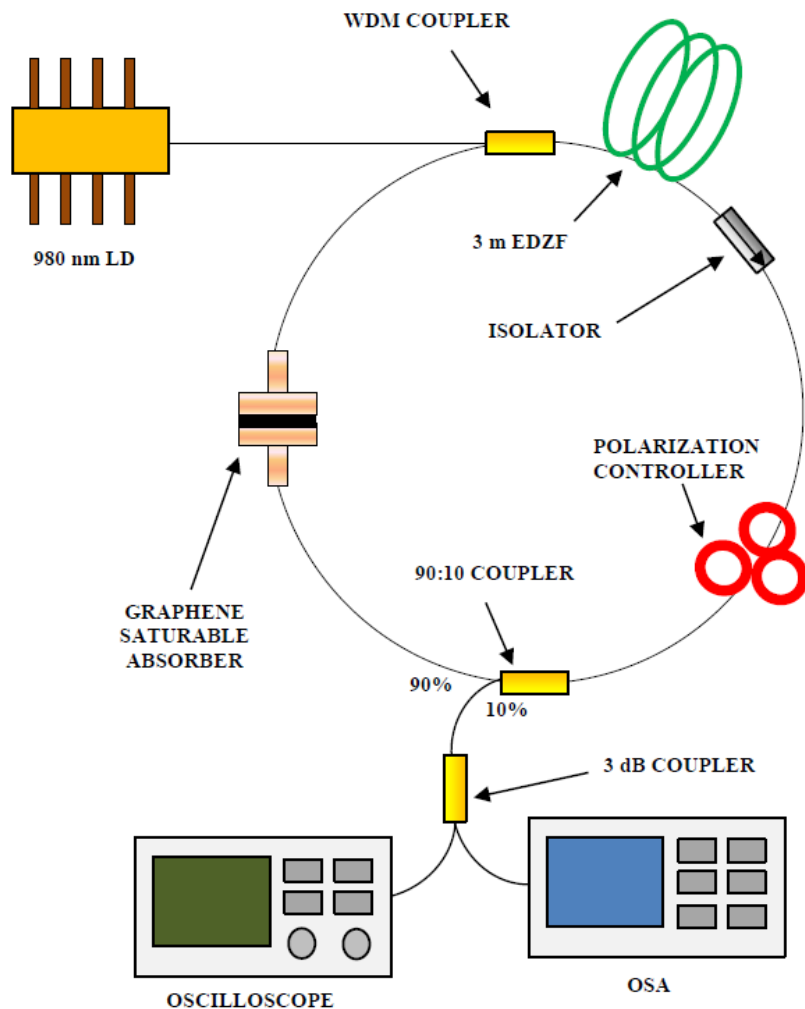 WDM COUPLER
980 nm LD
3 m EDZF
ISOLATOR
POLARIZATION
CONTROLLER
90:10 COUPLER
GRAPHENE
SATURABLE
ABSORBER
90%
10%
3 dB COUPLER
OSCILLOSCOPE
OSA